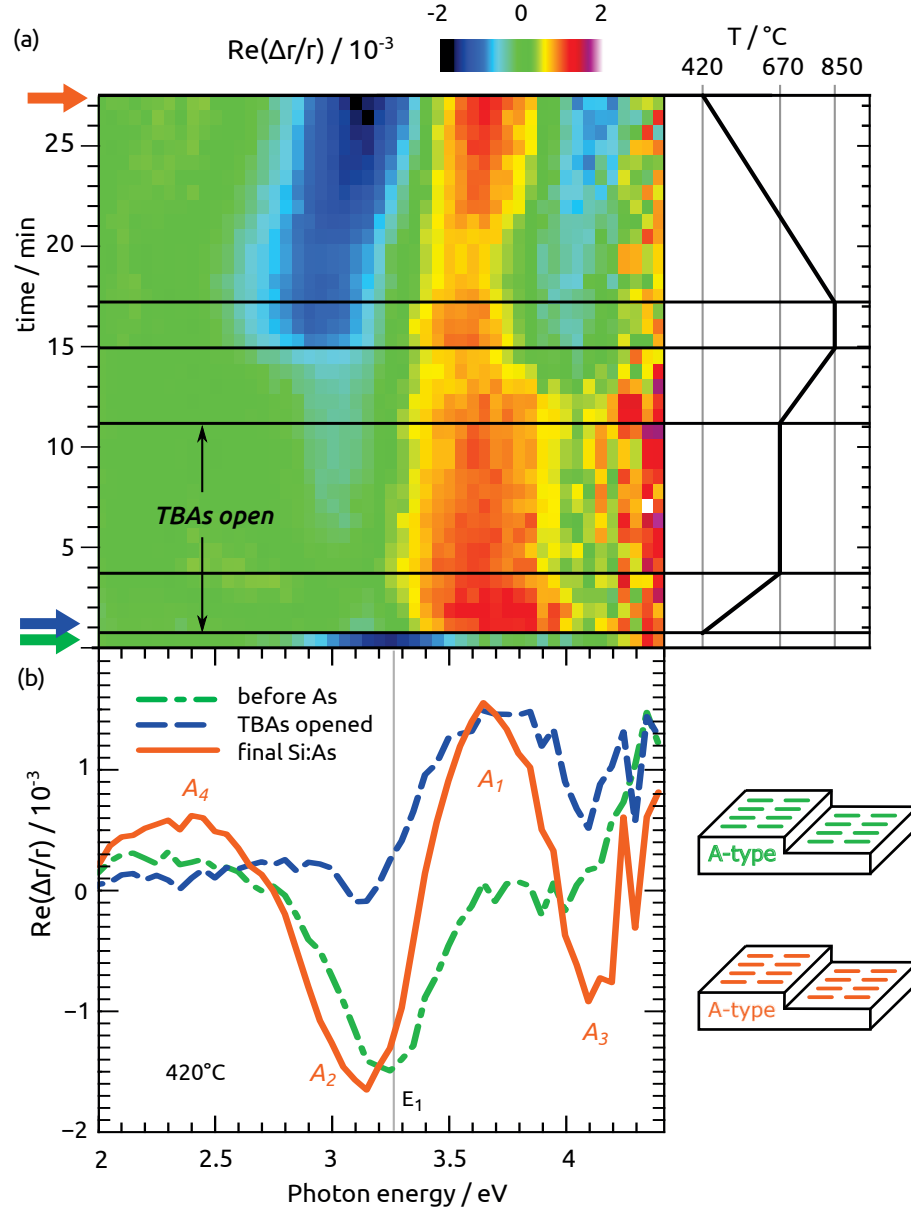 (a)
Re(Δr/r) / 10⁻³
-2 0 2
T / °C
420 670 850
time / min
25
20
15
10
5
TBAs open
(b)
before As
TBAs opened
final Si:As
Re(Δr/r) / 10⁻³
1
0
−1
−2
A₄
A₁
A₂
A₃
420°C
E₁
2 2.5 3 3.5 4
Photon energy / eV
A-type
A-type